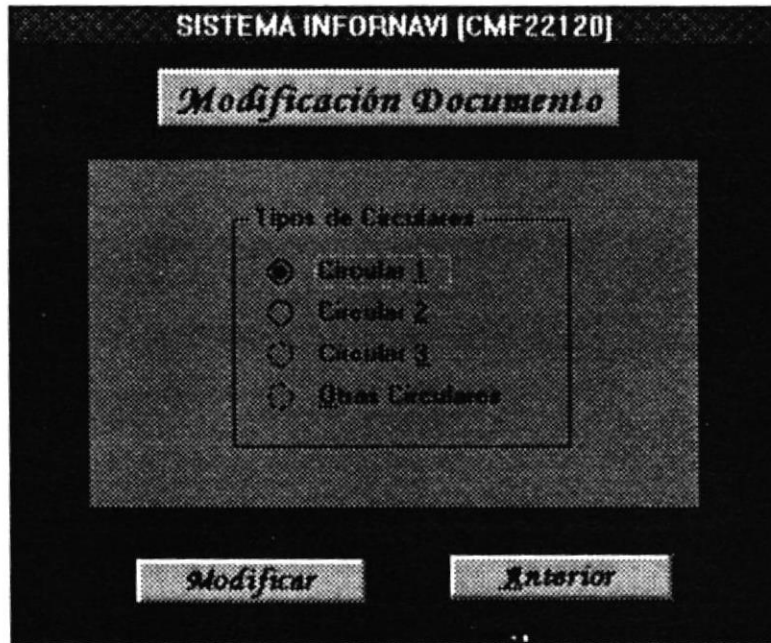 SISTEMA INFORNAVI [CMF22120]
Modificación Documento
Tipos de Circulares
Circular 1
Circular 2
Circular 3
Otras Circulares
Modificar
Anterior